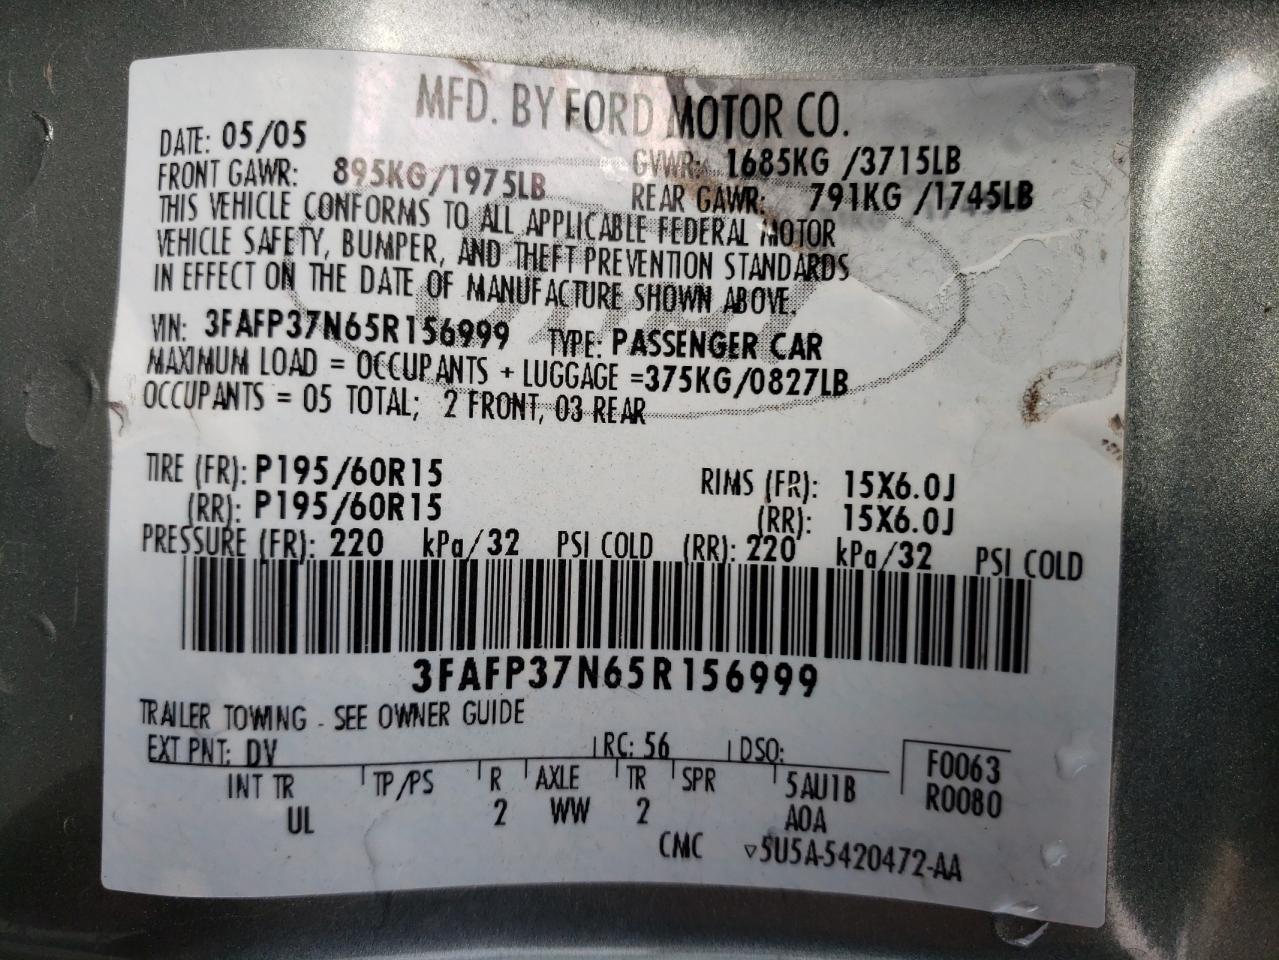 MFD. BY FORD MOTOR CO.
DATE: 05/05 GVWR: 1685KG /3715LB
FRONT GAWR: 895KG/1975LB REAR GAWR: 791KG /1745LB
THIS VEHICLE CONFORMS TO ALL APPLICABLE FEDERAL MOTOR
VEHICLE SAFETY, BUMPER, AND THEFT PREVENTION STANDARDS
IN EFFECT ON THE DATE OF MANUFACTURE SHOWN ABOVE.
VIN: 3FAFP37N65R156999 TYPE: PASSENGER CAR
MAXIMUM LOAD = OCCUPANTS + LUGGAGE =375KG/0827LB
OCCUPANTS = 05 TOTAL; 2 FRONT, 03 REAR
TIRE (FR): P195/60R15 RIMS (FR): 15X6.0J
(RR): P195/60R15 (RR): 15X6.0J
PRESSURE (FR): 220 kPa/32 PSI COLD (RR): 220 kPa/32 PSI COLD
3FAFP37N65R156999
TRAILER TOWING - SEE OWNER GUIDE
EXT PNT: DV RC: 56 DSO: F0063
INT TR TP/PS R AXLE TR SPR 5AU1B R0080
UL 2 WW 2 A0A
CMC ▽5U5A-5420472-AA